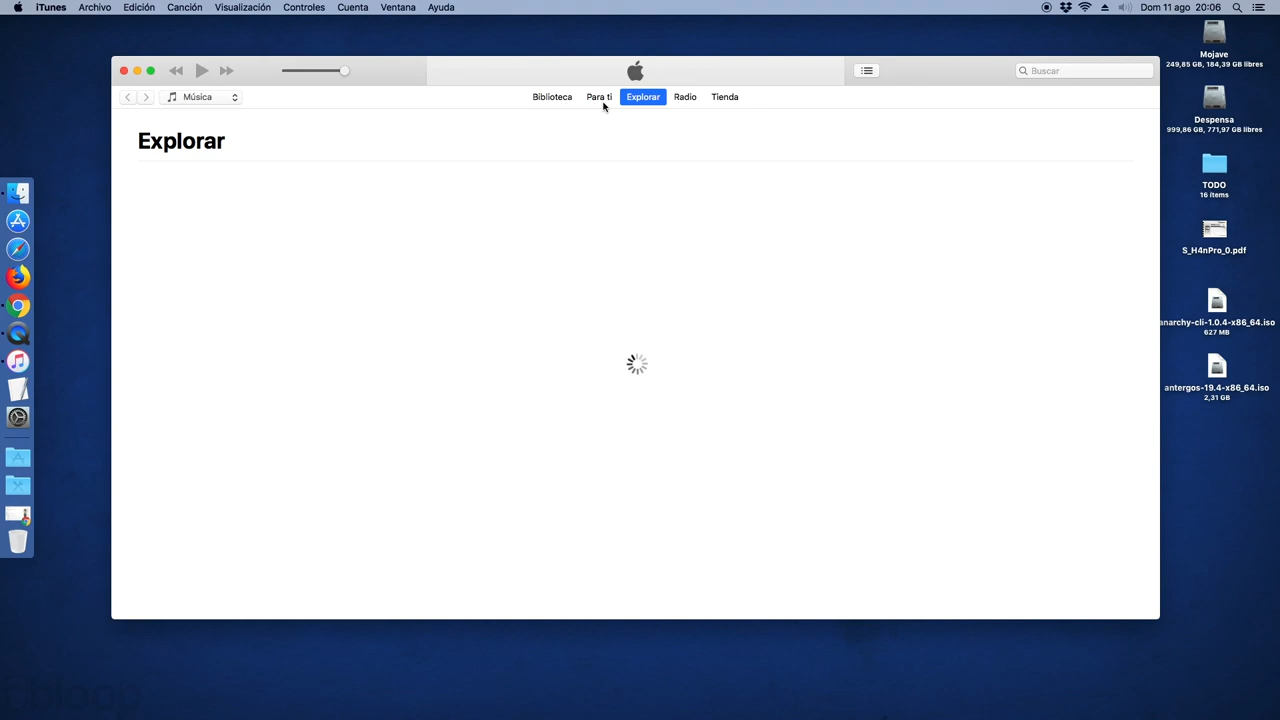 iTunes Archivo Edición Canción Visualización Controles Cuenta Ventana Ayuda Dom 11 ago 20:06
Buscar
Música Biblioteca Para ti Explorar Radio Tienda
Explorar
Mojave
249,85 GB, 184,39 GB libres
Despensa
999,86 GB, 771,97 GB libres
TODO
16 ítems
S_H4nPro_0.pdf
anarchy-cli-1.0.4-x86_64.iso
627 MB
antergos-19.4-x86_64.iso
2,31 GB